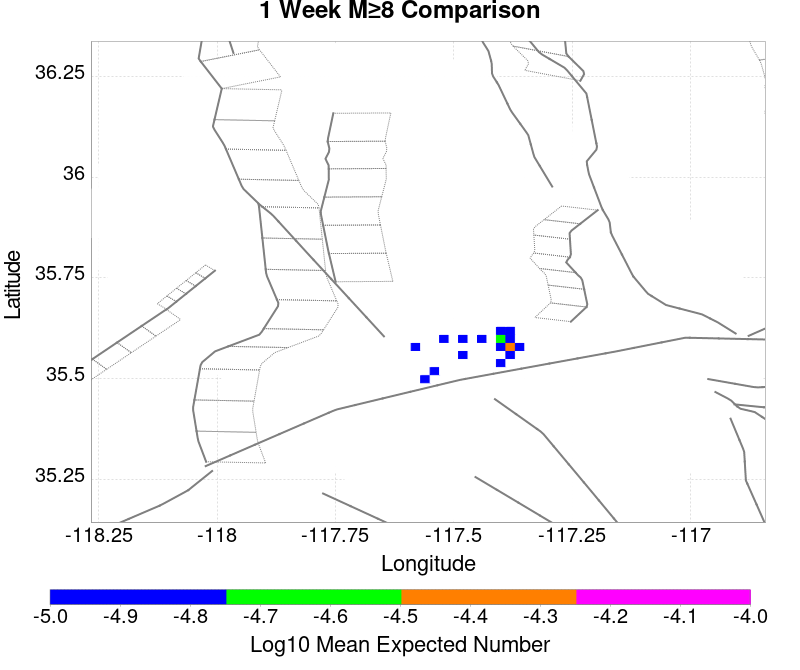 1 Week M≥8 Comparison
36.25
36
35.75
35.5
35.25
Latitude
-118.25 -118 -117.75 -117.5 -117.25 -117
Longitude
-5.0 -4.9 -4.8 -4.7 -4.6 -4.5 -4.4 -4.3 -4.2 -4.1 -4.0
Log10 Mean Expected Number